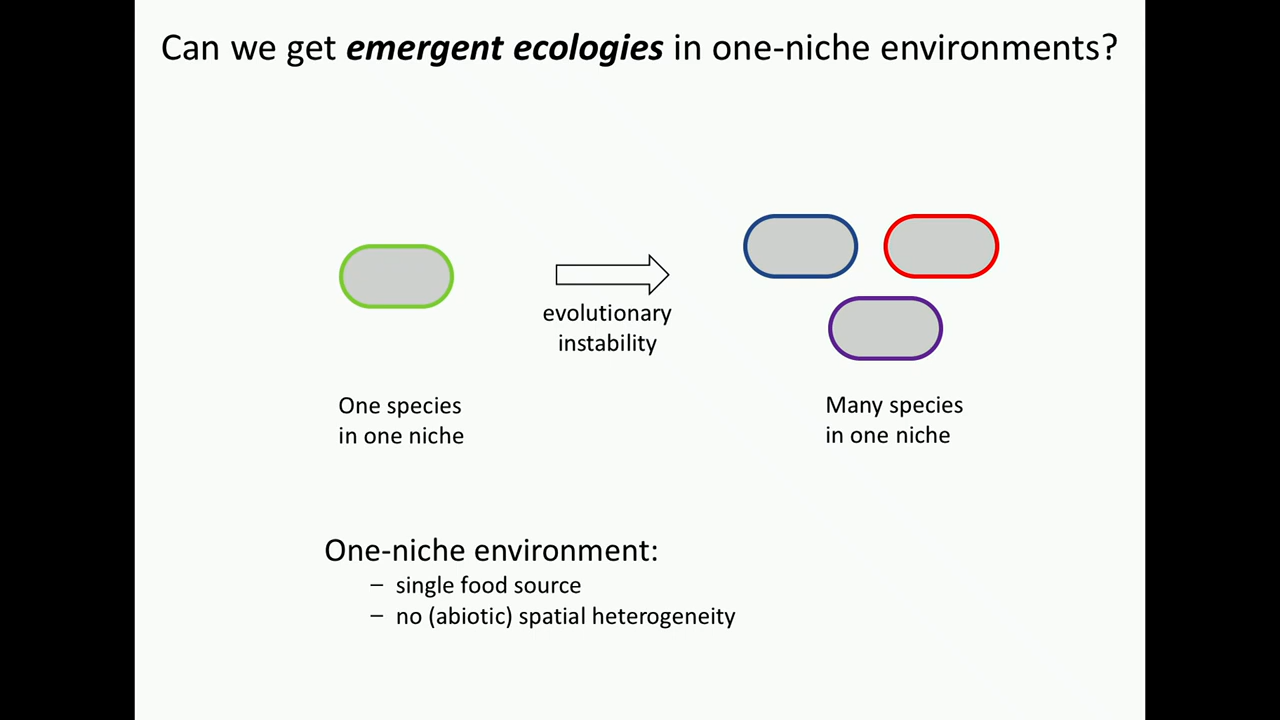 Can we get emergent ecologies in one-niche environments?
evolutionary
instability
One species
in one niche
Many species
in one niche
One-niche environment:
– single food source
– no (abiotic) spatial heterogeneity